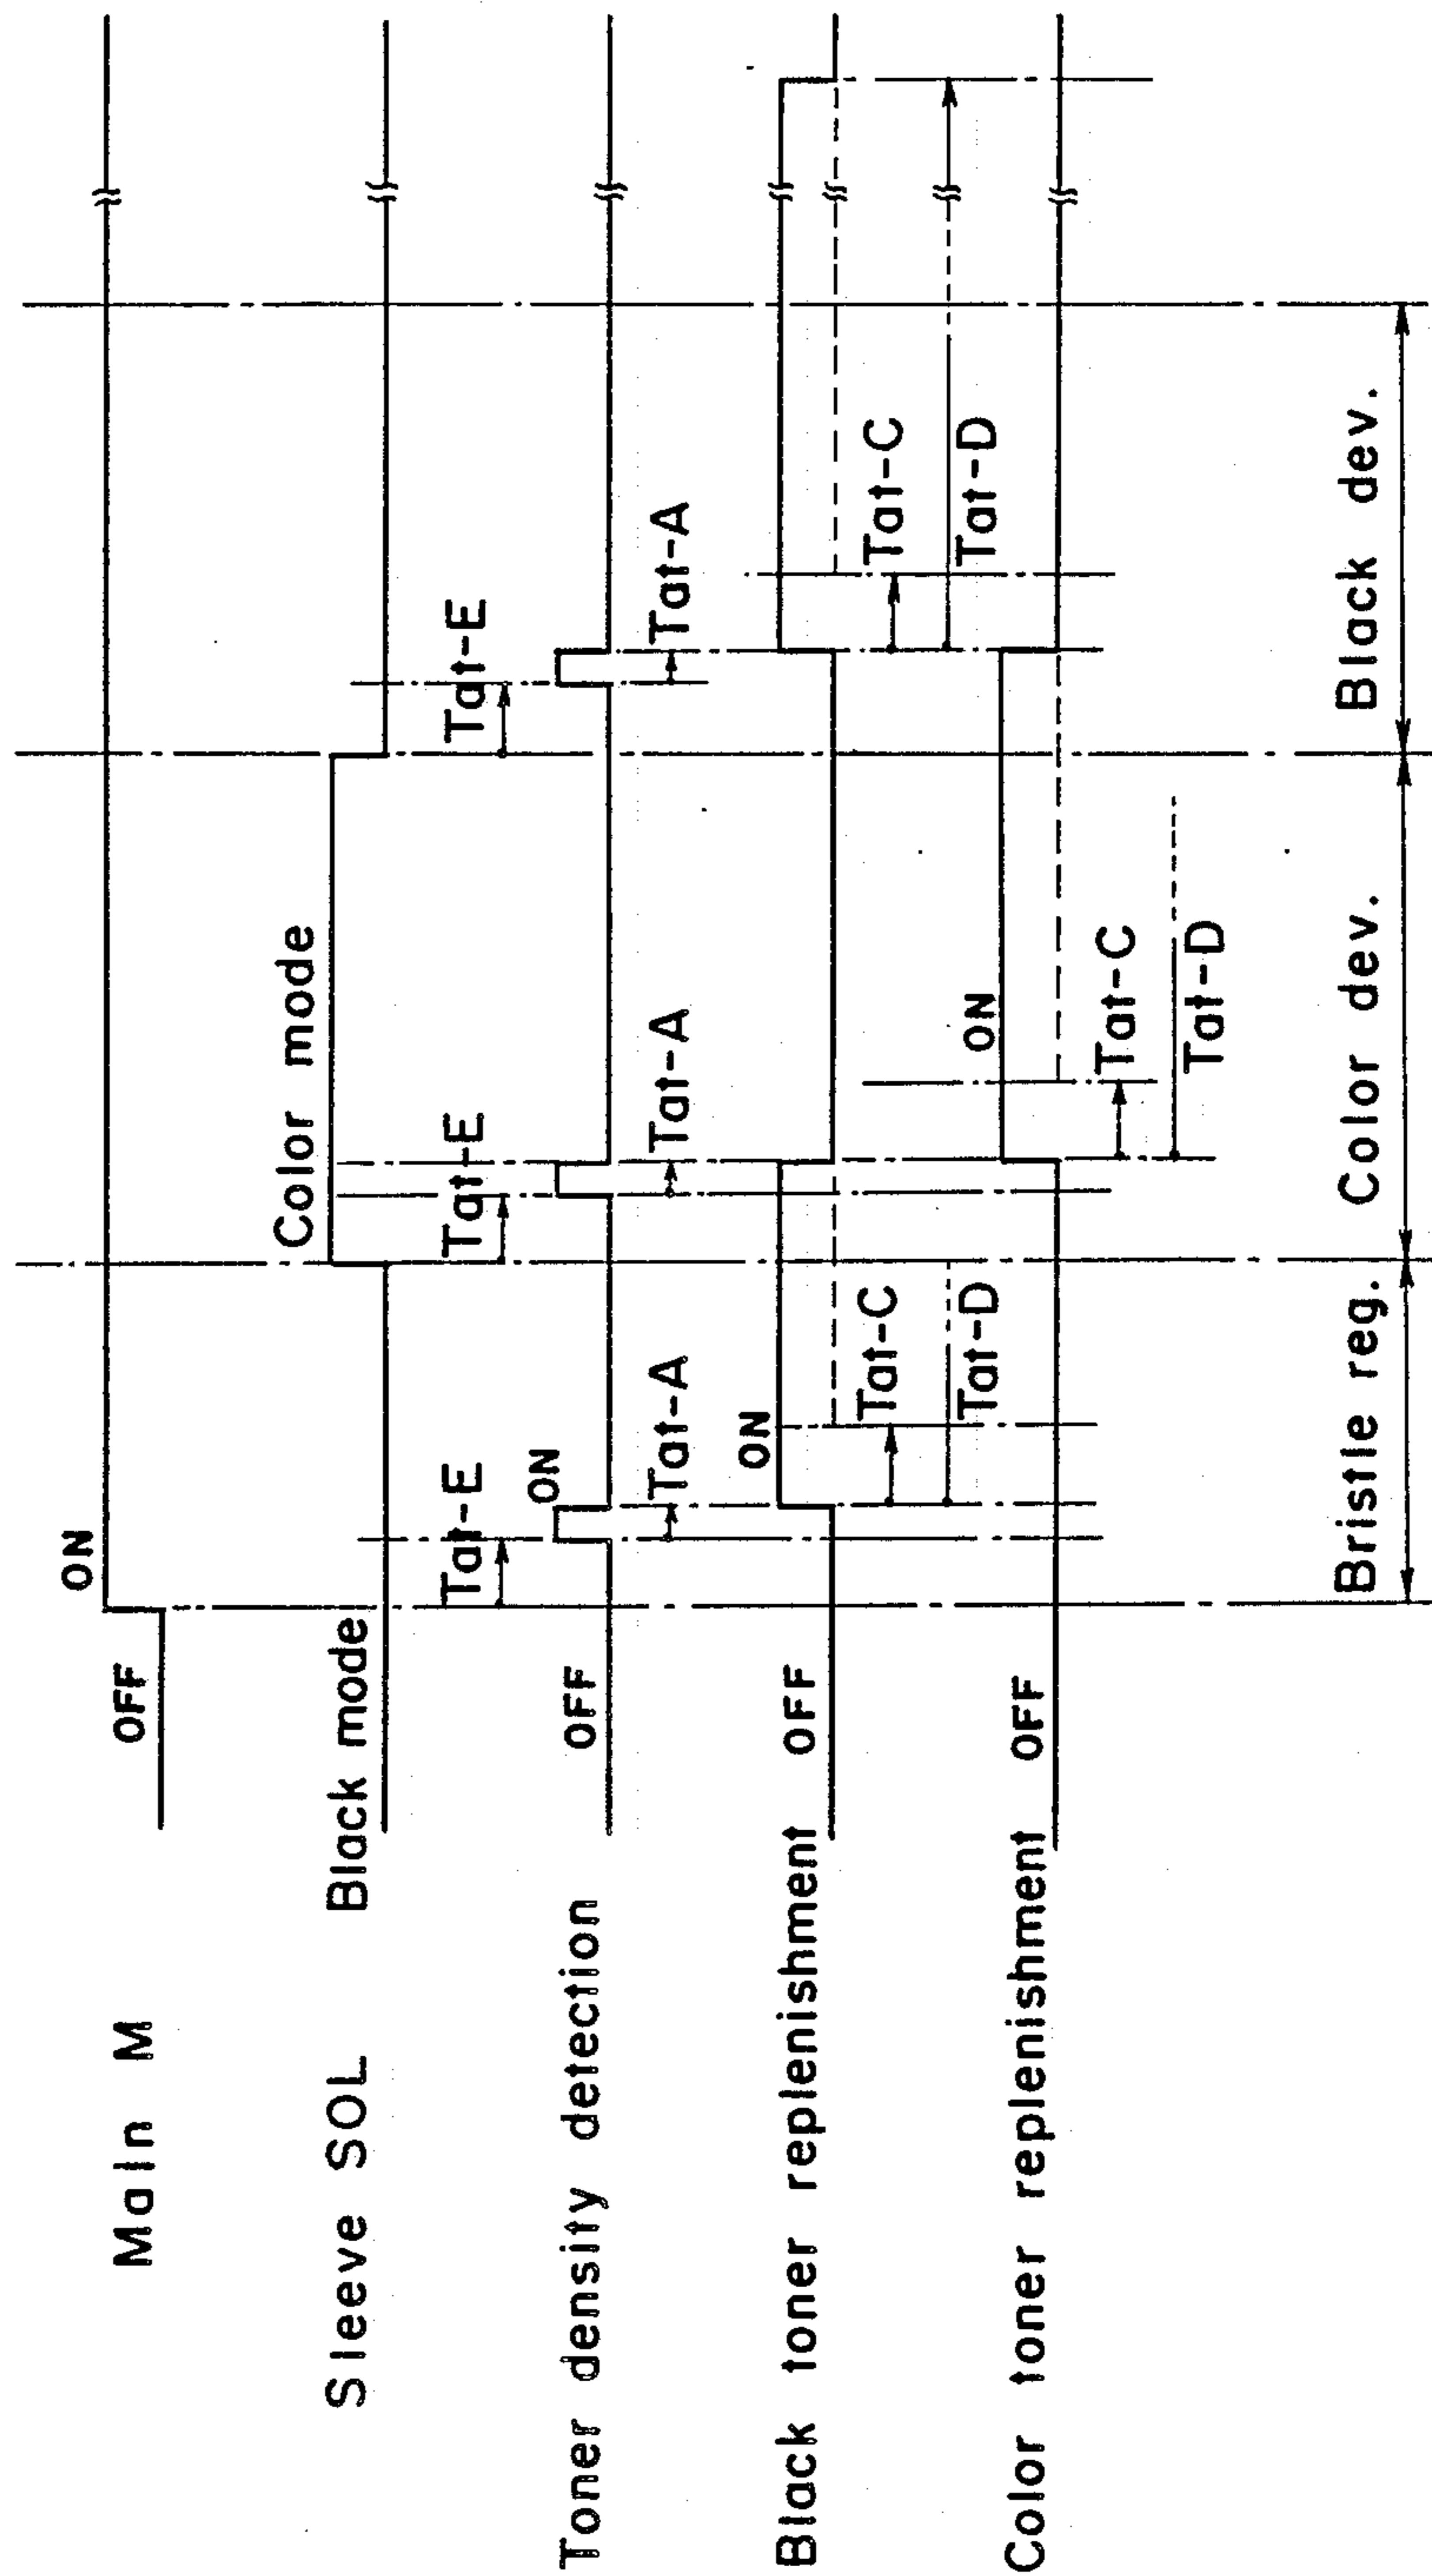 Main M OFF ON
Sleeve SOL Black mode Color mode
Tat-E Tat-E Tat-E
Toner density detection OFF ON
Tat-A Tat-A Tat-A
Black toner replenishment OFF ON
Tat-C Tat-C
Tat-D Tat-D
Color toner replenishment OFF ON
Tat-C
Tat-D
Bristle reg. Color dev. Black dev.